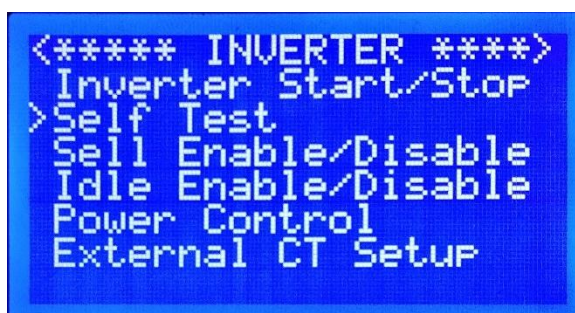 <***** INVERTER ****>
Inverter Start/Stop
>Self Test
Sell Enable/Disable
Idle Enable/Disable
Power Control
External CT Setup